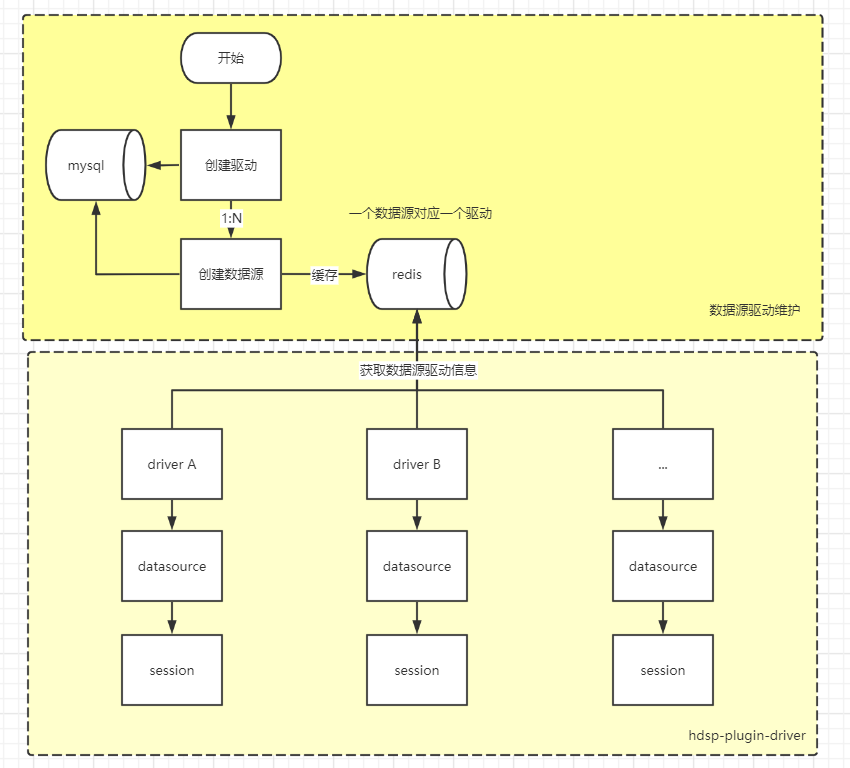 开始
mysql
创建驱动
1:N
一个数据源对应一个驱动
创建数据源
缓存
redis
数据源驱动维护
获取数据源驱动信息
driver A
driver B
...
datasource
datasource
datasource
session
session
session
hdsp-plugin-driver